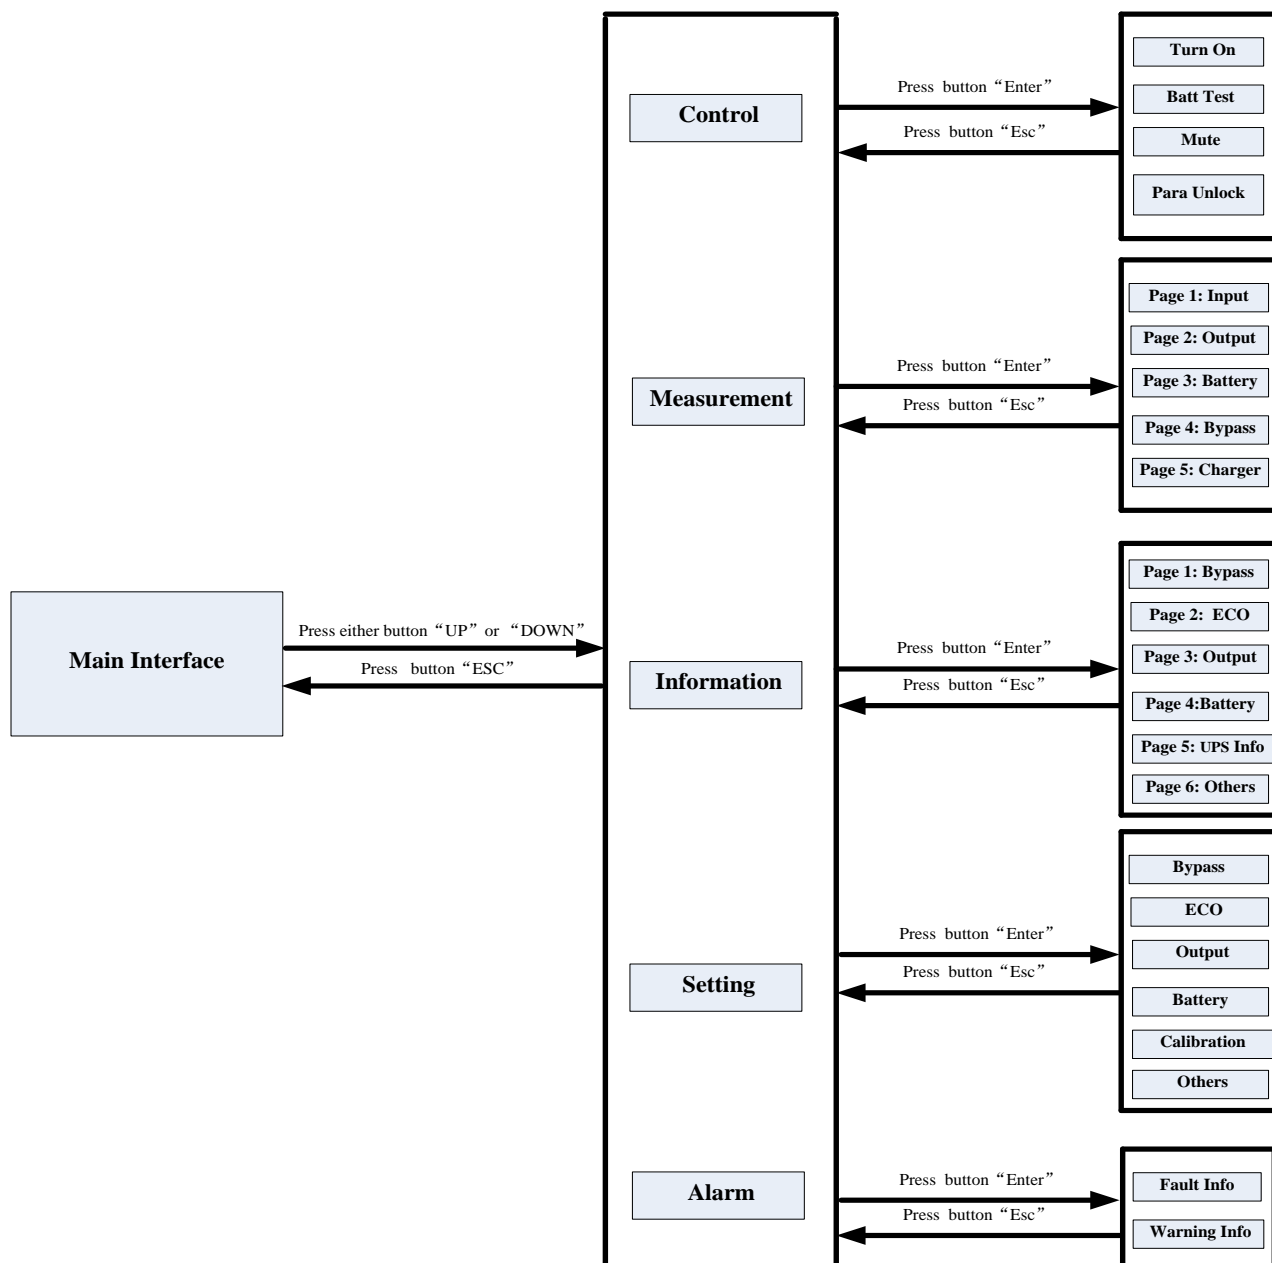 Main Interface
Press either button “UP” or “DOWN”
Press button “ESC”
Control
Press button “Enter”
Press button “Esc”
Turn On
Batt Test
Mute
Para Unlock
Measurement
Press button “Enter”
Press button “Esc”
Page 1: Input
Page 2: Output
Page 3: Battery
Page 4: Bypass
Page 5: Charger
Information
Press button “Enter”
Press button “Esc”
Page 1: Bypass
Page 2: ECO
Page 3: Output
Page 4:Battery
Page 5: UPS Info
Page 6: Others
Setting
Press button “Enter”
Press button “Esc”
Bypass
ECO
Output
Battery
Calibration
Others
Alarm
Press button “Enter”
Press button “Esc”
Fault Info
Warning Info